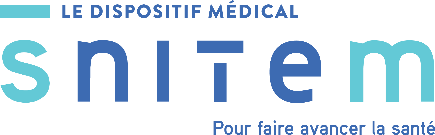 LE DISPOSITIF MÉDICAL
snitem
Pour faire avancer la santé